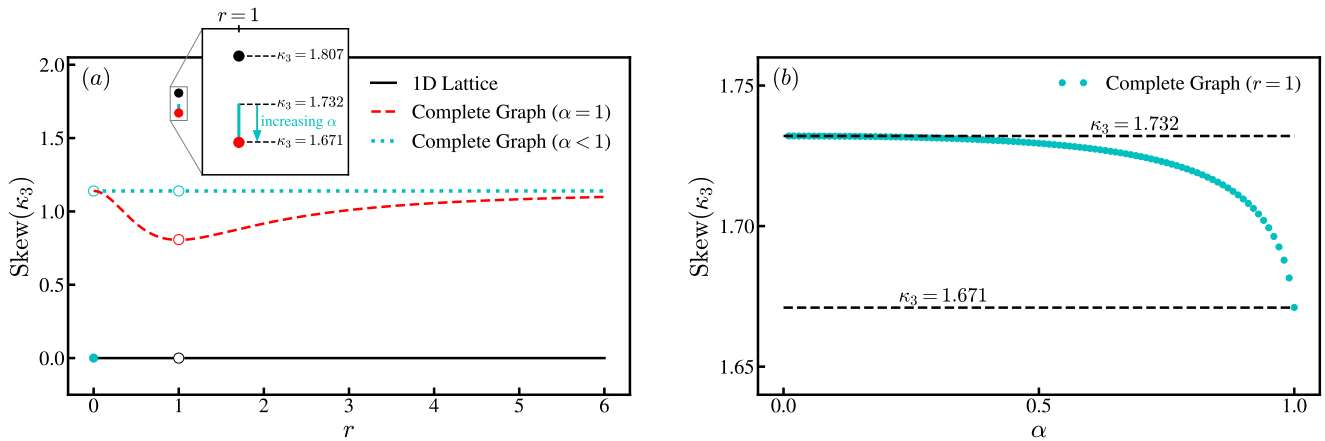 r = 1
κ₃ = 1.807
κ₃ = 1.732
increasing α
κ₃ = 1.671
(a)
1D Lattice
Complete Graph (α = 1)
Complete Graph (α < 1)
Skew(κ₃)
2.0
1.5
1.0
0.5
0.0
0 1 2 3 4 5 6
r
(b)
Complete Graph (r = 1)
κ₃ = 1.732
κ₃ = 1.671
Skew(κ₃)
1.75
1.70
1.65
0.0 0.5 1.0
α